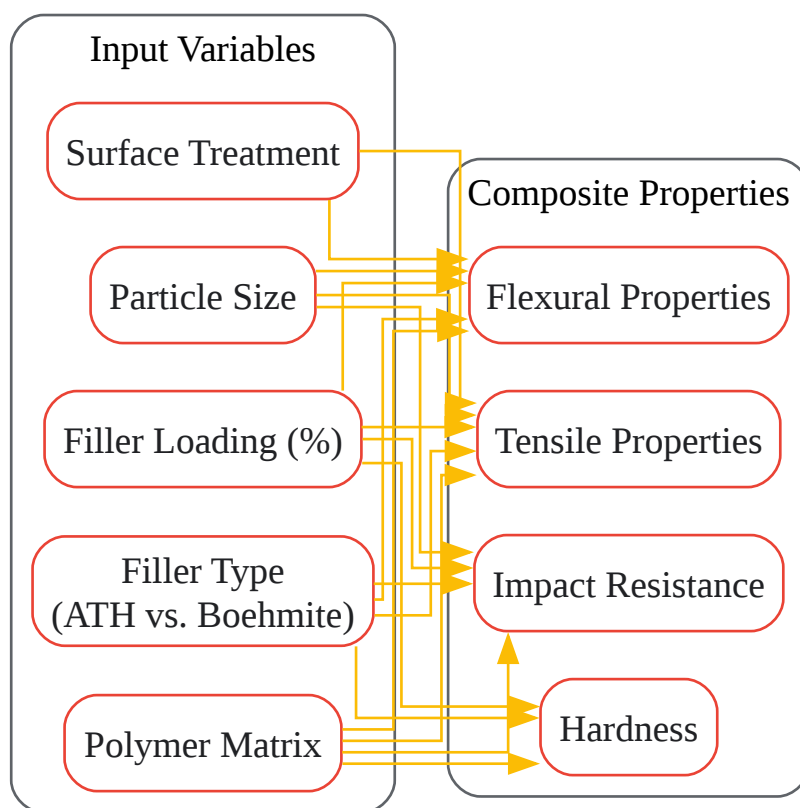 Input Variables
Surface Treatment
Particle Size
Filler Loading (%)
Filler Type
(ATH vs. Boehmite)
Polymer Matrix
Composite Properties
Flexural Properties
Tensile Properties
Impact Resistance
Hardness